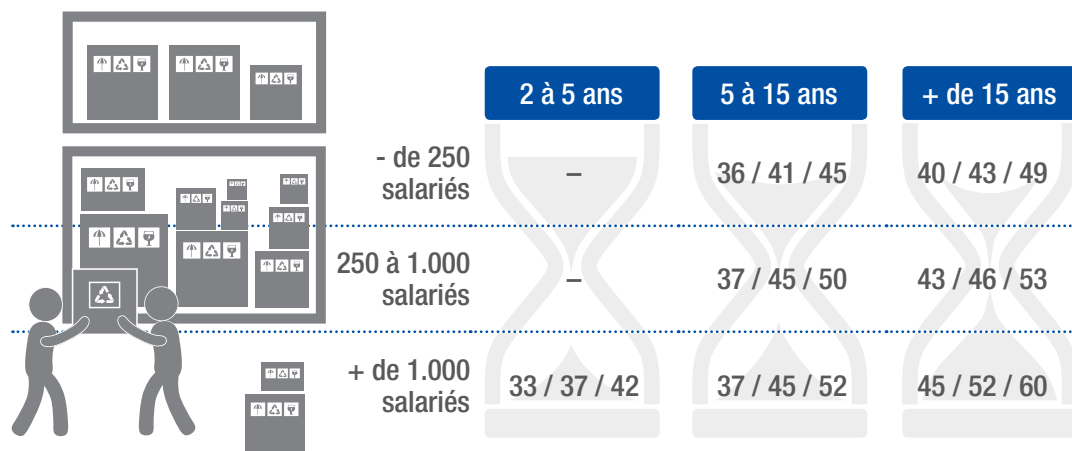 2 à 5 ans
5 à 15 ans
+ de 15 ans
- de 250
salariés
–
36 / 41 / 45
40 / 43 / 49
250 à 1.000
salariés
–
37 / 45 / 50
43 / 46 / 53
+ de 1.000
salariés
33 / 37 / 42
37 / 45 / 52
45 / 52 / 60